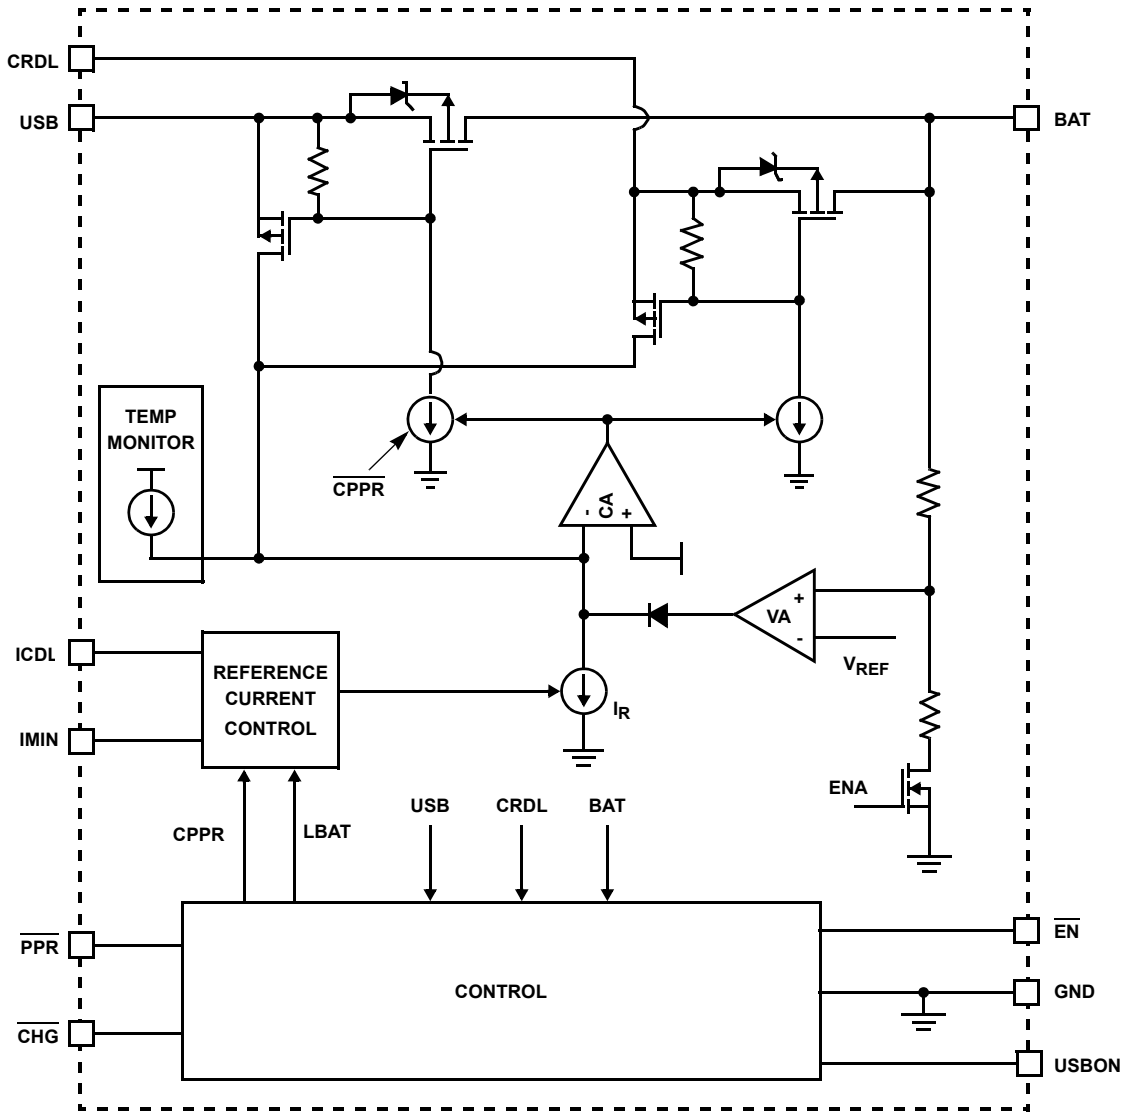 CRDL
USB
BAT
TEMP
MONITOR
CPPR
-
CA
+
+
VA
-
VREF
ICDL
REFERENCE
CURRENT
CONTROL
IR
IMIN
ENA
USB
CRDL
BAT
CPPR
LBAT
PPR
EN
CONTROL
GND
CHG
USBON